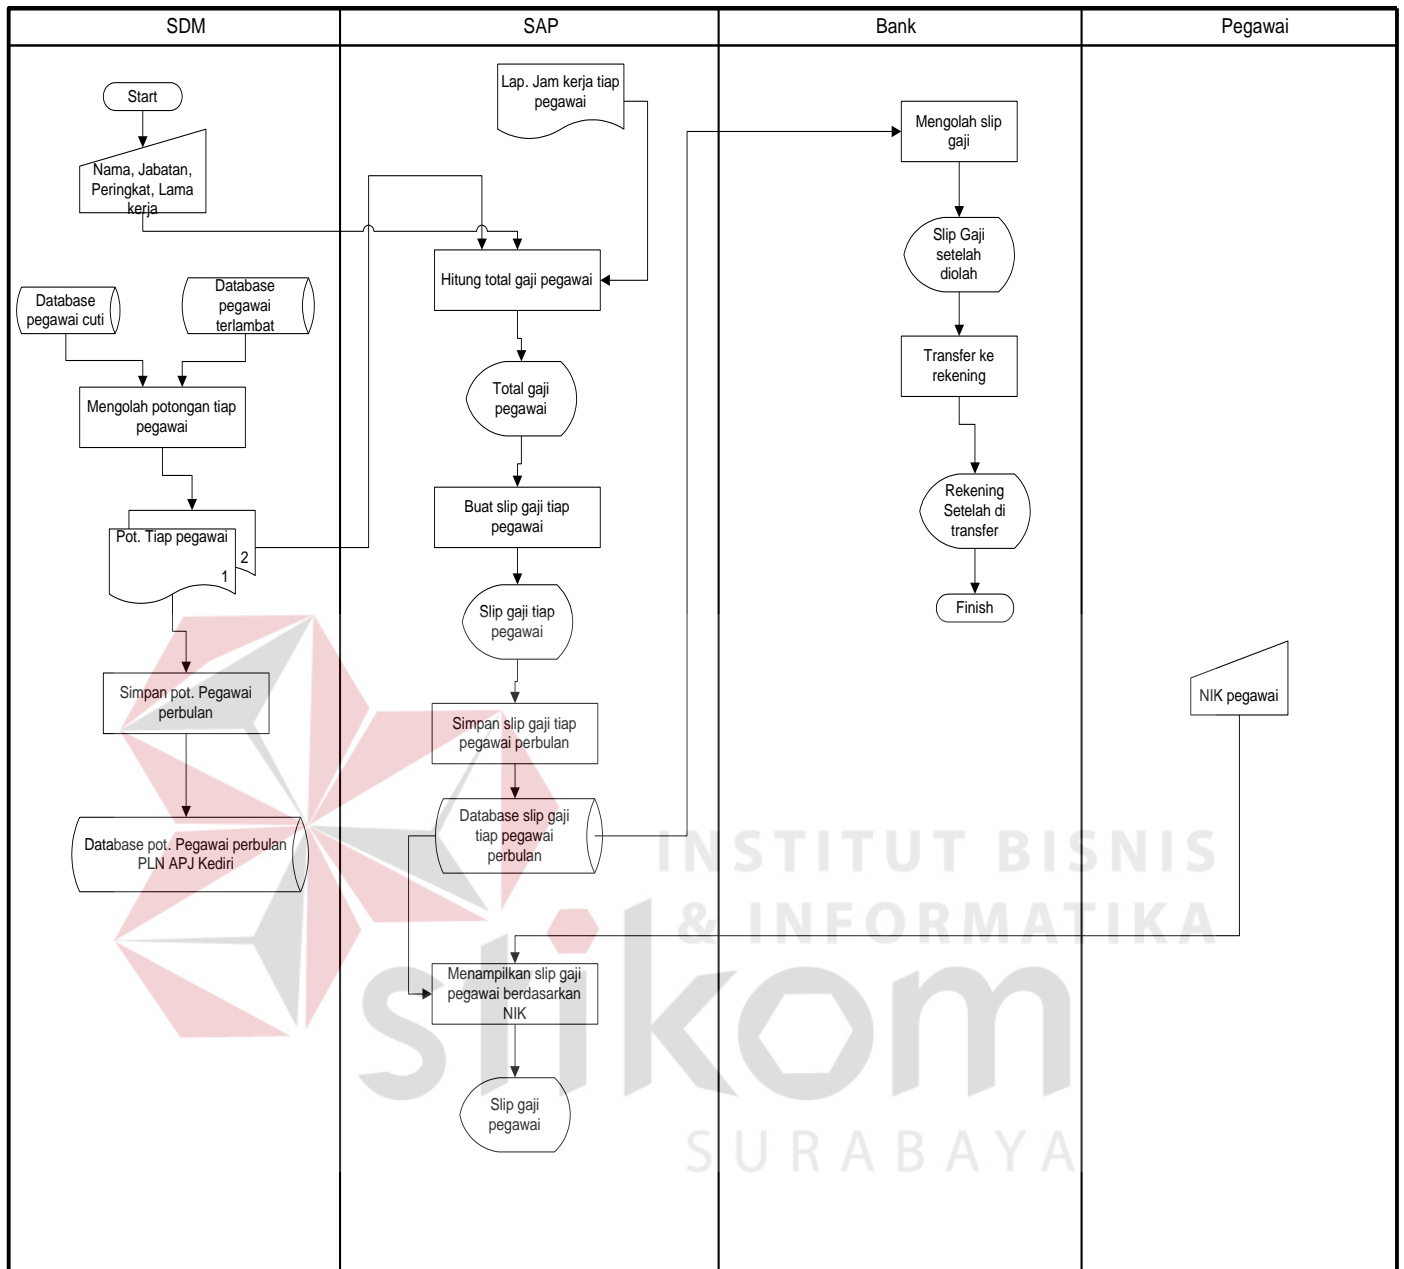 SDM
SAP
Bank
Pegawai
Start
Nama, Jabatan,
Peringkat, Lama
kerja
Database
pegawai cuti
Database
pegawai
terlambat
Mengolah potongan tiap
pegawai
Pot. Tiap pegawai
1
2
Simpan pot. Pegawai
perbulan
Database pot. Pegawai perbulan
PLN APJ Kediri
Lap. Jam kerja tiap
pegawai
Hitung total gaji pegawai
Total gaji
pegawai
Buat slip gaji tiap
pegawai
Slip gaji tiap
pegawai
Simpan slip gaji tiap
pegawai perbulan
Database slip gaji
tiap pegawai
perbulan
Menampilkan slip gaji
pegawai berdasarkan
NIK
Slip gaji
pegawai
Mengolah slip
gaji
Slip Gaji
setelah
diolah
Transfer ke
rekening
Rekening
Setelah di
transfer
Finish
NIK pegawai
INSTITUT BISNIS
& INFORMATIKA
stikom
SURABAYA